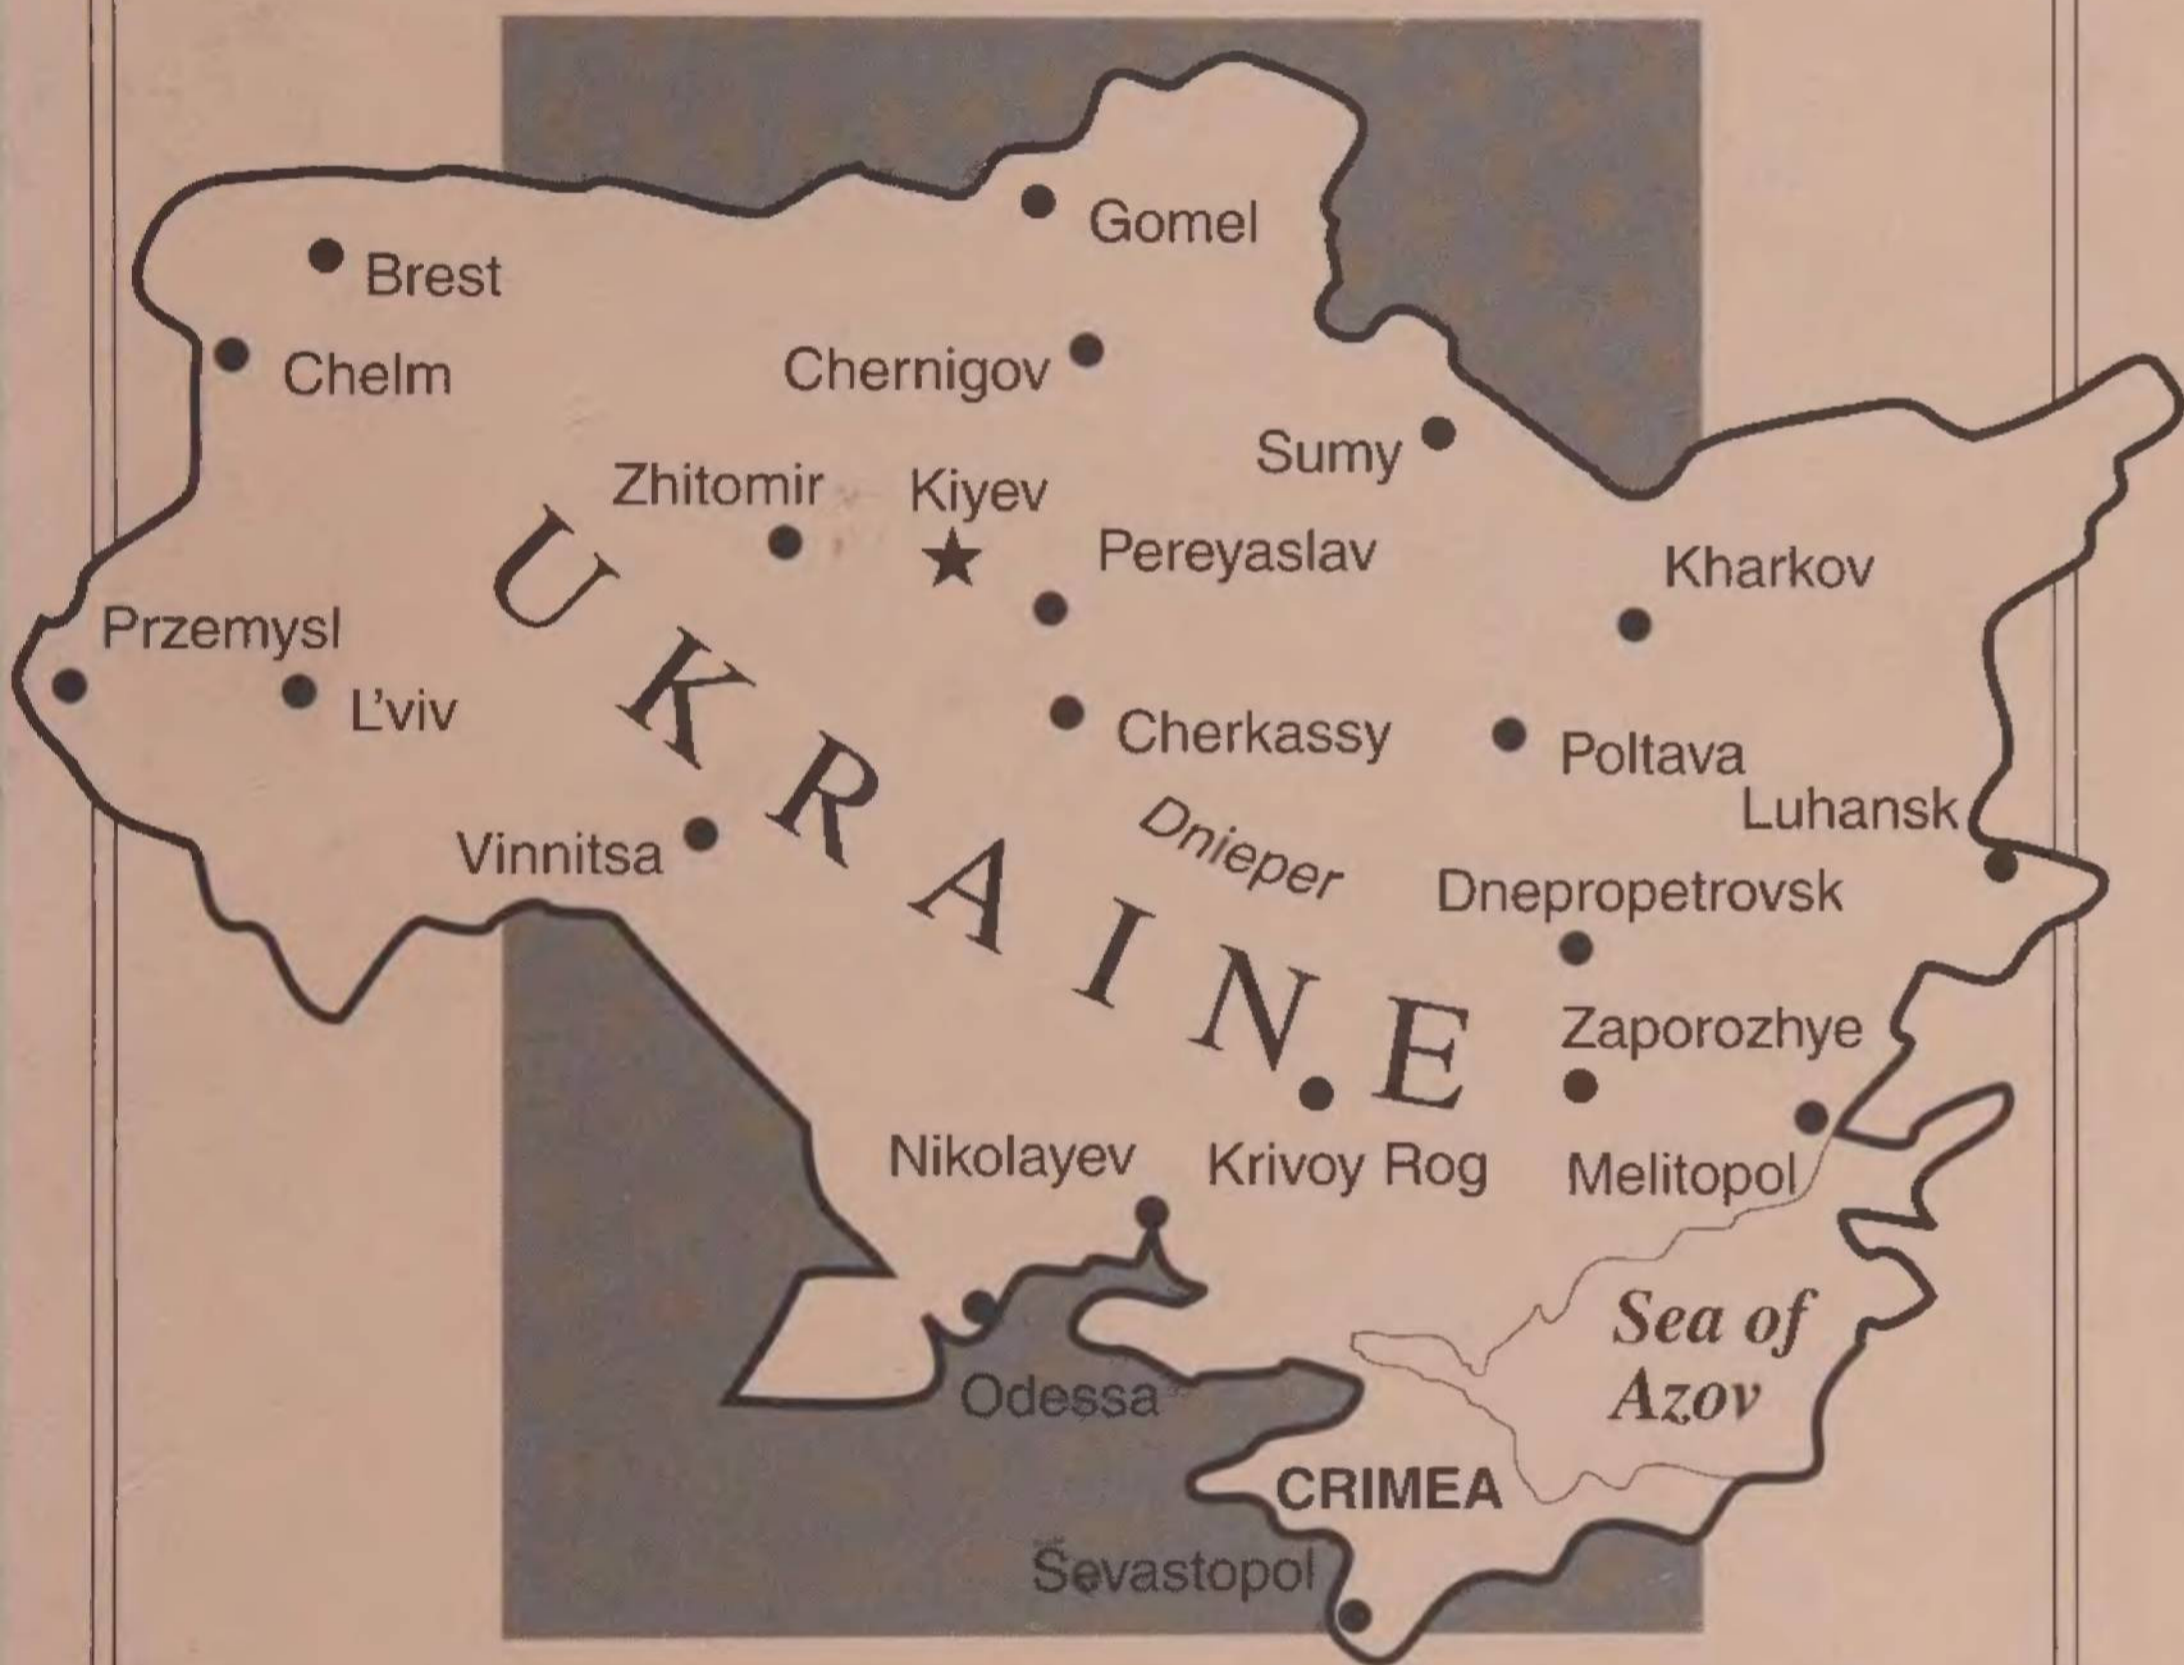 Gomel
Brest
Chelm
Chernigov
Sumy
Zhitomir
Kiyev
Pereyaslav
Kharkov
Przemysl
L'viv
UKRAINE
Cherkassy
Poltava
Luhansk
Vinnitsa
Dnieper
Dnepropetrovsk
Zaporozhye
Nikolayev
Krivoy Rog
Melitopol
Sea of
Azov
Odessa
CRIMEA
Sevastopol